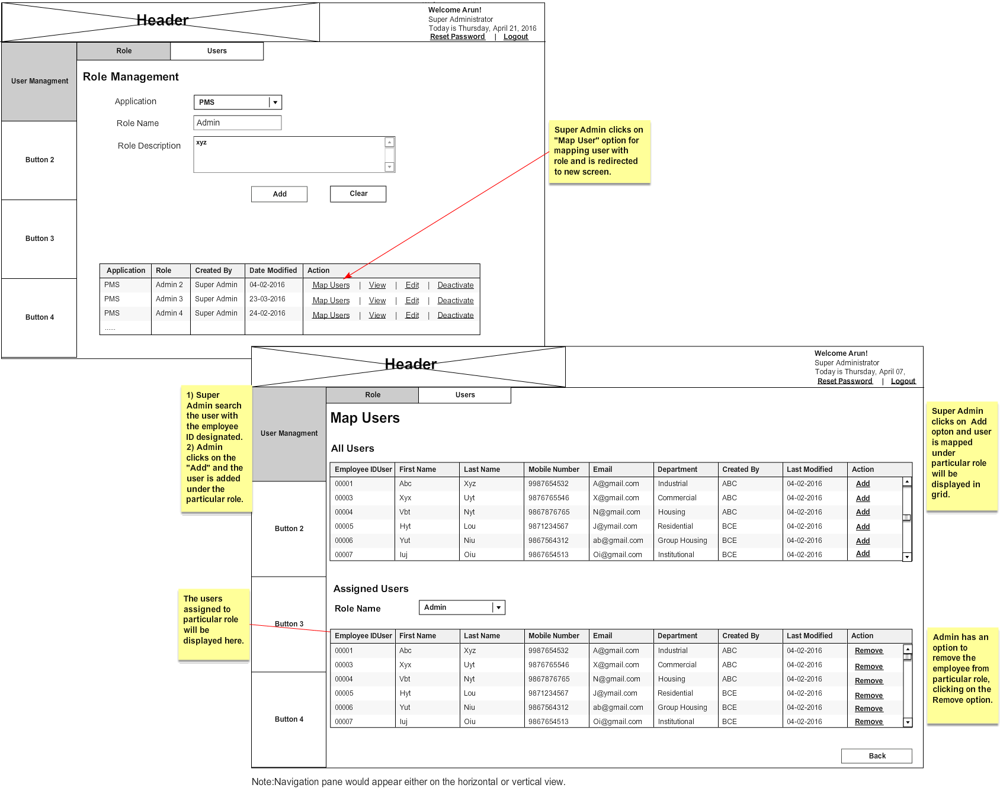 Header
Welcome Arun!
Super Administrator
Today is Thursday, April 21, 2016
Reset Password | Logout
Role Users
User Managment
Button 2
Button 3
Button 4
Role Management
Application PMS
Role Name Admin
Role Description xyz
Add Clear
Application Role Created By Date Modified Action
PMS Admin 2 Super Admin 04-02-2016 Map Users | View | Edit | Deactivate
PMS Admin 3 Super Admin 23-03-2016 Map Users | View | Edit | Deactivate
PMS Admin 4 Super Admin 24-02-2016 Map Users | View | Edit | Deactivate
......
Super Admin clicks on
"Map User" option for
mapping user with
role and is redirected
to new screen.
Header
Welcome Arun!
Super Administrator
Today is Thursday, April 07,
Reset Password | Logout
Role Users
User Managment
Button 2
Button 3
Button 4
1) Super
Admin search
the user with
the employee
ID designated.
2) Admin
clicks on the
"Add" and the
user is added
under the
particular role.
Map Users
All Users
Employee IDUser First Name Last Name Mobile Number Email Department Created By Last Modified Action
00001 Abc Xyz 9987654532 A@gmail.com Industrial ABC 04-02-2016 Add
00003 Xyx Uyt 9876765546 X@gmail.com Commercial ABC 04-02-2016 Add
00004 Vbt Nyt 9867876765 N@gmail.com Housing ABC 04-02-2016 Add
00005 Hyt Lou 9871234567 J@ymail.com Residential BCE 04-02-2016 Add
00006 Yut Niu 9867564312 ab@gmail.com Group Housing BCE 04-02-2016 Add
00007 Iuj Oiu 9867654513 Oi@gmail.com Institutional BCE 04-02-2016 Add
Super Admin
clicks on Add
opton and user
is mapped
under
particular role
will be
displayed in
grid.
Assigned Users
Role Name Admin
The users
assigned to
particular role
will be
displayed here.
Employee IDUser First Name Last Name Mobile Number Email Department Created By Last Modified Action
00001 Abc Xyz 9987654532 A@gmail.com Industrial ABC 04-02-2016 Remove
00003 Xyx Uyt 9876765546 X@gmail.com Commercial ABC 04-02-2016 Remove
00004 Vbt Nyt 9867876765 N@gmail.com Housing ABC 04-02-2016 Remove
00005 Hyt Lou 9871234567 J@ymail.com Residential BCE 04-02-2016 Remove
00006 Yut Niu 9867564312 ab@gmail.com Group Housing BCE 04-02-2016 Remove
00007 Iuj Oiu 9867654513 Oi@gmail.com Institutional BCE 04-02-2016 Remove
Admin has an
option to
remove the
employee from
particular role,
clicking on the
Remove option.
Back
Note:Navigation pane would appear either on the horizontal or vertical view.